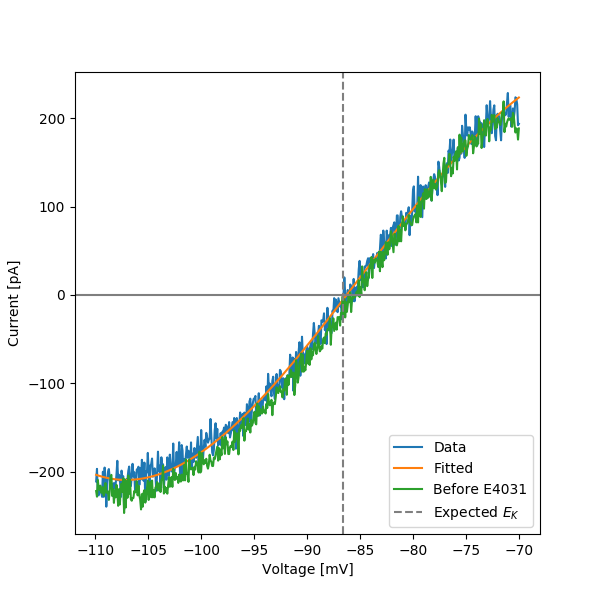 200
100
0
−100
−200
Current [pA]
Data
Fitted
Before E4031
Expected E_K
−110 −105 −100 −95 −90 −85 −80 −75 −70
Voltage [mV]